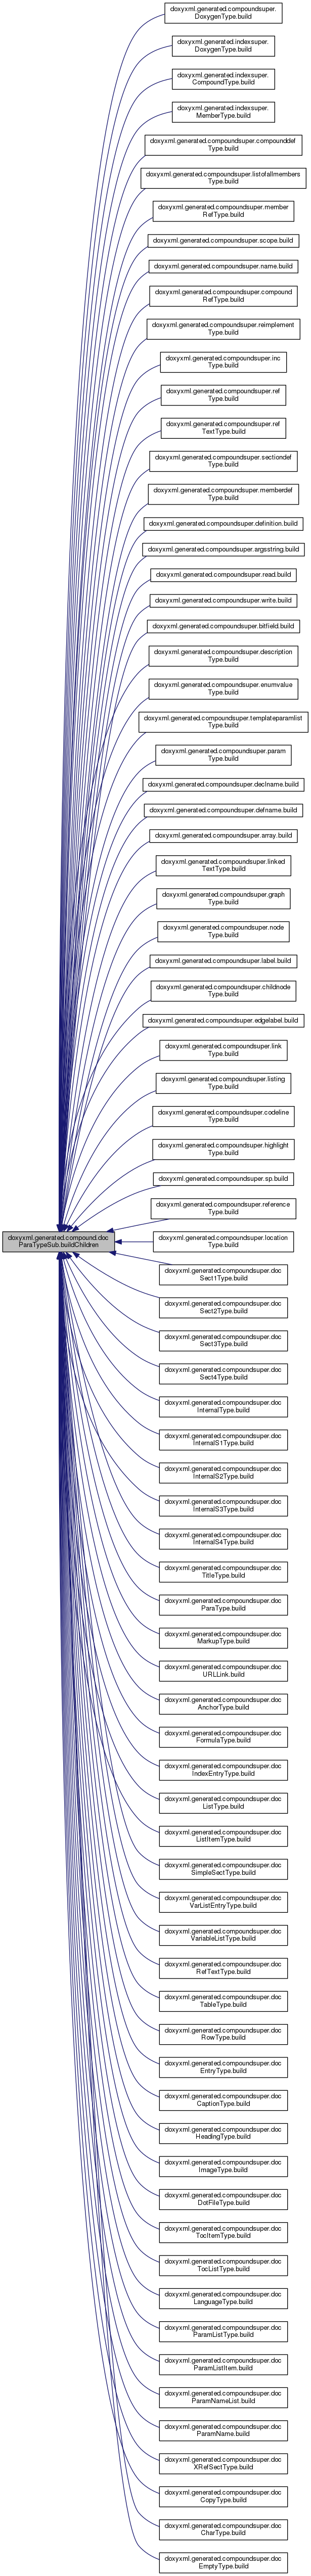 doxyxml.generated.compoundsuper.
DoxygenType.build
doxyxml.generated.indexsuper.
DoxygenType.build
doxyxml.generated.indexsuper.
CompoundType.build
doxyxml.generated.indexsuper.
MemberType.build
doxyxml.generated.compoundsuper.compounddef
Type.build
doxyxml.generated.compoundsuper.listofallmembers
Type.build
doxyxml.generated.compoundsuper.member
RefType.build
doxyxml.generated.compoundsuper.scope.build
doxyxml.generated.compoundsuper.name.build
doxyxml.generated.compoundsuper.compound
RefType.build
doxyxml.generated.compoundsuper.reimplement
Type.build
doxyxml.generated.compoundsuper.inc
Type.build
doxyxml.generated.compoundsuper.ref
Type.build
doxyxml.generated.compoundsuper.ref
TextType.build
doxyxml.generated.compoundsuper.sectiondef
Type.build
doxyxml.generated.compoundsuper.memberdef
Type.build
doxyxml.generated.compoundsuper.definition.build
doxyxml.generated.compoundsuper.argsstring.build
doxyxml.generated.compoundsuper.read.build
doxyxml.generated.compoundsuper.write.build
doxyxml.generated.compoundsuper.bitfield.build
doxyxml.generated.compoundsuper.description
Type.build
doxyxml.generated.compoundsuper.enumvalue
Type.build
doxyxml.generated.compoundsuper.templateparamlist
Type.build
doxyxml.generated.compoundsuper.param
Type.build
doxyxml.generated.compoundsuper.declname.build
doxyxml.generated.compoundsuper.defname.build
doxyxml.generated.compoundsuper.array.build
doxyxml.generated.compoundsuper.linked
TextType.build
doxyxml.generated.compoundsuper.graph
Type.build
doxyxml.generated.compoundsuper.node
Type.build
doxyxml.generated.compoundsuper.label.build
doxyxml.generated.compoundsuper.childnode
Type.build
doxyxml.generated.compoundsuper.edgelabel.build
doxyxml.generated.compoundsuper.link
Type.build
doxyxml.generated.compoundsuper.listing
Type.build
doxyxml.generated.compoundsuper.codeline
Type.build
doxyxml.generated.compoundsuper.highlight
Type.build
doxyxml.generated.compoundsuper.sp.build
doxyxml.generated.compoundsuper.reference
Type.build
doxyxml.generated.compound.doc
ParaTypeSub.buildChildren
doxyxml.generated.compoundsuper.location
Type.build
doxyxml.generated.compoundsuper.doc
Sect1Type.build
doxyxml.generated.compoundsuper.doc
Sect2Type.build
doxyxml.generated.compoundsuper.doc
Sect3Type.build
doxyxml.generated.compoundsuper.doc
Sect4Type.build
doxyxml.generated.compoundsuper.doc
InternalType.build
doxyxml.generated.compoundsuper.doc
InternalS1Type.build
doxyxml.generated.compoundsuper.doc
InternalS2Type.build
doxyxml.generated.compoundsuper.doc
InternalS3Type.build
doxyxml.generated.compoundsuper.doc
InternalS4Type.build
doxyxml.generated.compoundsuper.doc
TitleType.build
doxyxml.generated.compoundsuper.doc
ParaType.build
doxyxml.generated.compoundsuper.doc
MarkupType.build
doxyxml.generated.compoundsuper.doc
URLLink.build
doxyxml.generated.compoundsuper.doc
AnchorType.build
doxyxml.generated.compoundsuper.doc
FormulaType.build
doxyxml.generated.compoundsuper.doc
IndexEntryType.build
doxyxml.generated.compoundsuper.doc
ListType.build
doxyxml.generated.compoundsuper.doc
ListItemType.build
doxyxml.generated.compoundsuper.doc
SimpleSectType.build
doxyxml.generated.compoundsuper.doc
VarListEntryType.build
doxyxml.generated.compoundsuper.doc
VariableListType.build
doxyxml.generated.compoundsuper.doc
RefTextType.build
doxyxml.generated.compoundsuper.doc
TableType.build
doxyxml.generated.compoundsuper.doc
RowType.build
doxyxml.generated.compoundsuper.doc
EntryType.build
doxyxml.generated.compoundsuper.doc
CaptionType.build
doxyxml.generated.compoundsuper.doc
HeadingType.build
doxyxml.generated.compoundsuper.doc
ImageType.build
doxyxml.generated.compoundsuper.doc
DotFileType.build
doxyxml.generated.compoundsuper.doc
TocItemType.build
doxyxml.generated.compoundsuper.doc
TocListType.build
doxyxml.generated.compoundsuper.doc
LanguageType.build
doxyxml.generated.compoundsuper.doc
ParamListType.build
doxyxml.generated.compoundsuper.doc
ParamListItem.build
doxyxml.generated.compoundsuper.doc
ParamNameList.build
doxyxml.generated.compoundsuper.doc
ParamName.build
doxyxml.generated.compoundsuper.doc
XRefSectType.build
doxyxml.generated.compoundsuper.doc
CopyType.build
doxyxml.generated.compoundsuper.doc
CharType.build
doxyxml.generated.compoundsuper.doc
EmptyType.build